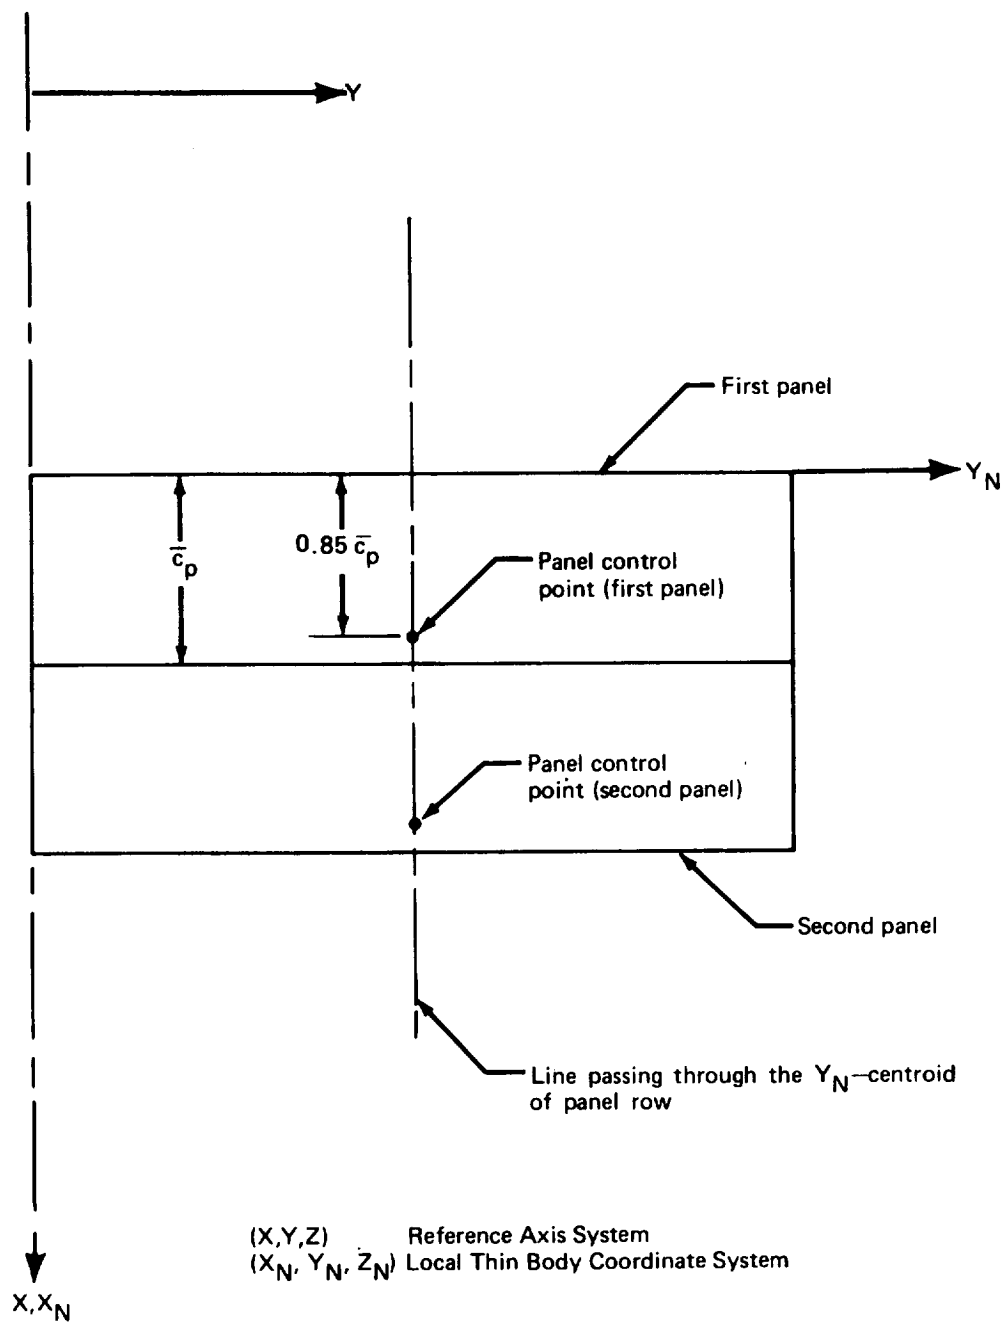 Y
First panel
Y_N
c̄_p
0.85 c̄_p
Panel control
point (first panel)
Panel control
point (second panel)
Second panel
Line passing through the Y_N–centroid
of panel row
(X,Y,Z) Reference Axis System
(X_N, Y_N, Z_N) Local Thin Body Coordinate System
X,X_N